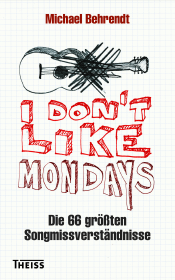 Michael Behrendt
I DON'T
LIKE
MONDAYS
Die 66 größten
Songmissverständnisse
THEISS